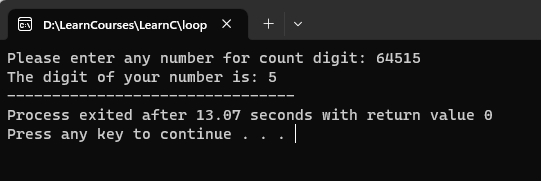 D:\LearnCourses\LearnC\loop
Please enter any number for count digit: 64515
The digit of your number is: 5
--------------------------------
Process exited after 13.07 seconds with return value 0
Press any key to continue . . .